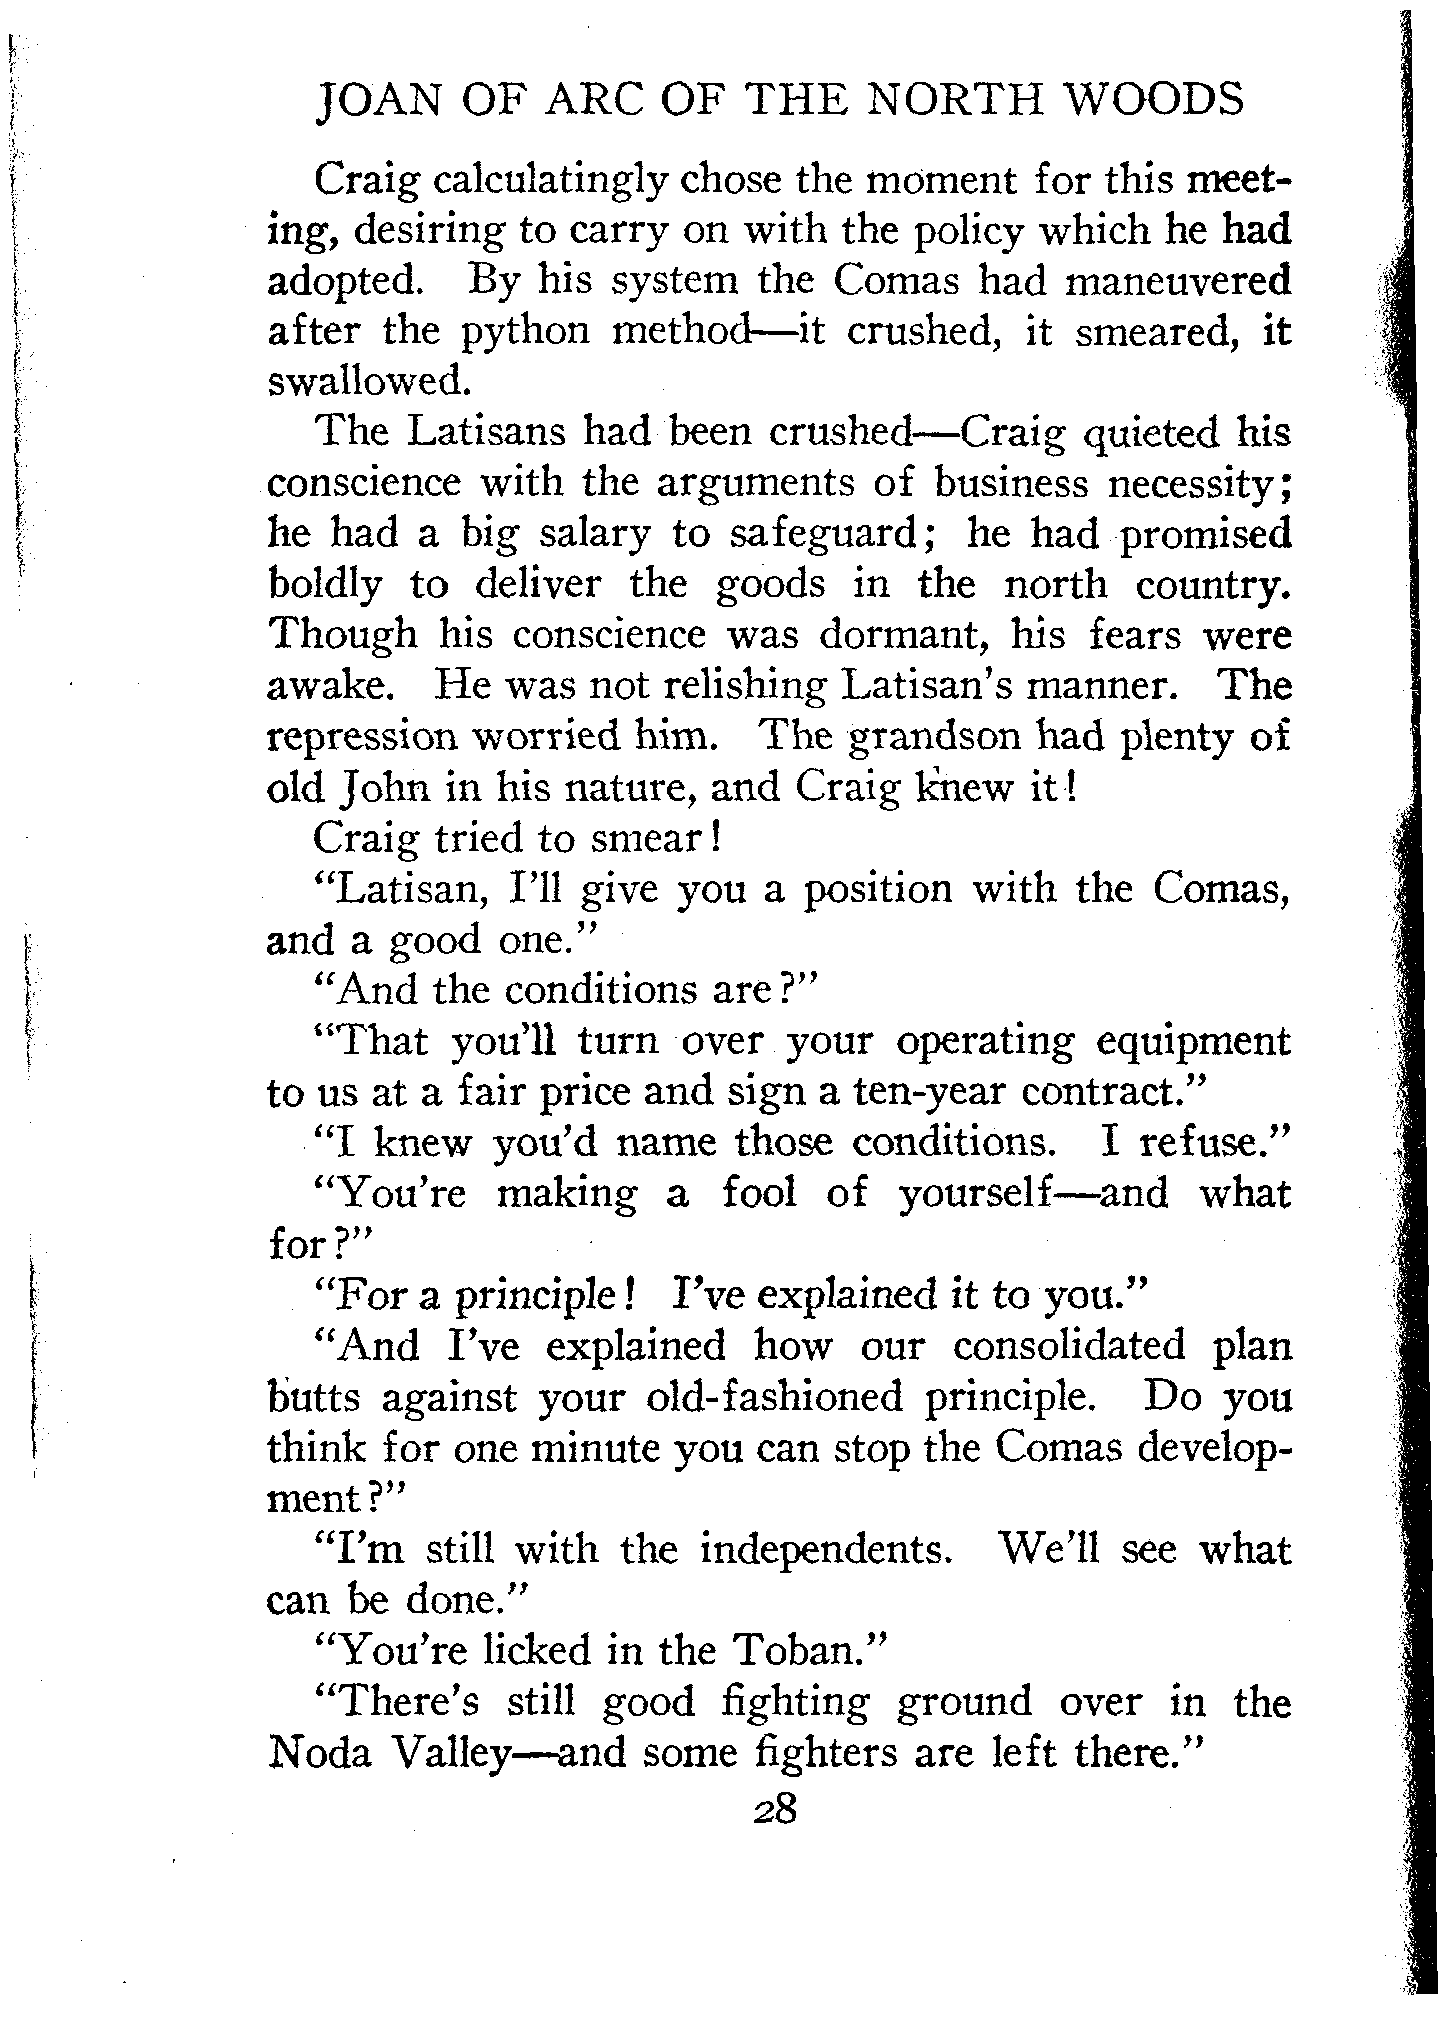 JOAN OF ARC OF THE NORTH WOODS
Craig calculatingly chose the moment for this meet-
ing, desiring to carry on with the policy which he had
adopted. By his system the Comas had maneuvered
after the python method—it crushed, it smeared, it
swallowed.
The Latisans had been crushed—Craig quieted his
conscience with the arguments of business necessity;
he had a big salary to safeguard; he had promised
boldly to deliver the goods in the north country.
Though his conscience was dormant, his fears were
awake. He was not relishing Latisan's manner. The
repression worried him. The grandson had plenty of
old John in his nature, and Craig knew it!
Craig tried to smear!
"Latisan, I'll give you a position with the Comas,
and a good one."
"And the conditions are?"
"That you'll turn over your operating equipment
to us at a fair price and sign a ten-year contract."
"I knew you'd name those conditions. I refuse."
"You're making a fool of yourself—and what
for?"
"For a principle! I've explained it to you."
"And I've explained how our consolidated plan
butts against your old-fashioned principle. Do you
think for one minute you can stop the Comas develop-
ment?"
"I'm still with the independents. We'll see what
can be done."
"You're licked in the Toban."
"There's still good fighting ground over in the
Noda Valley—and some fighters are left there."
28